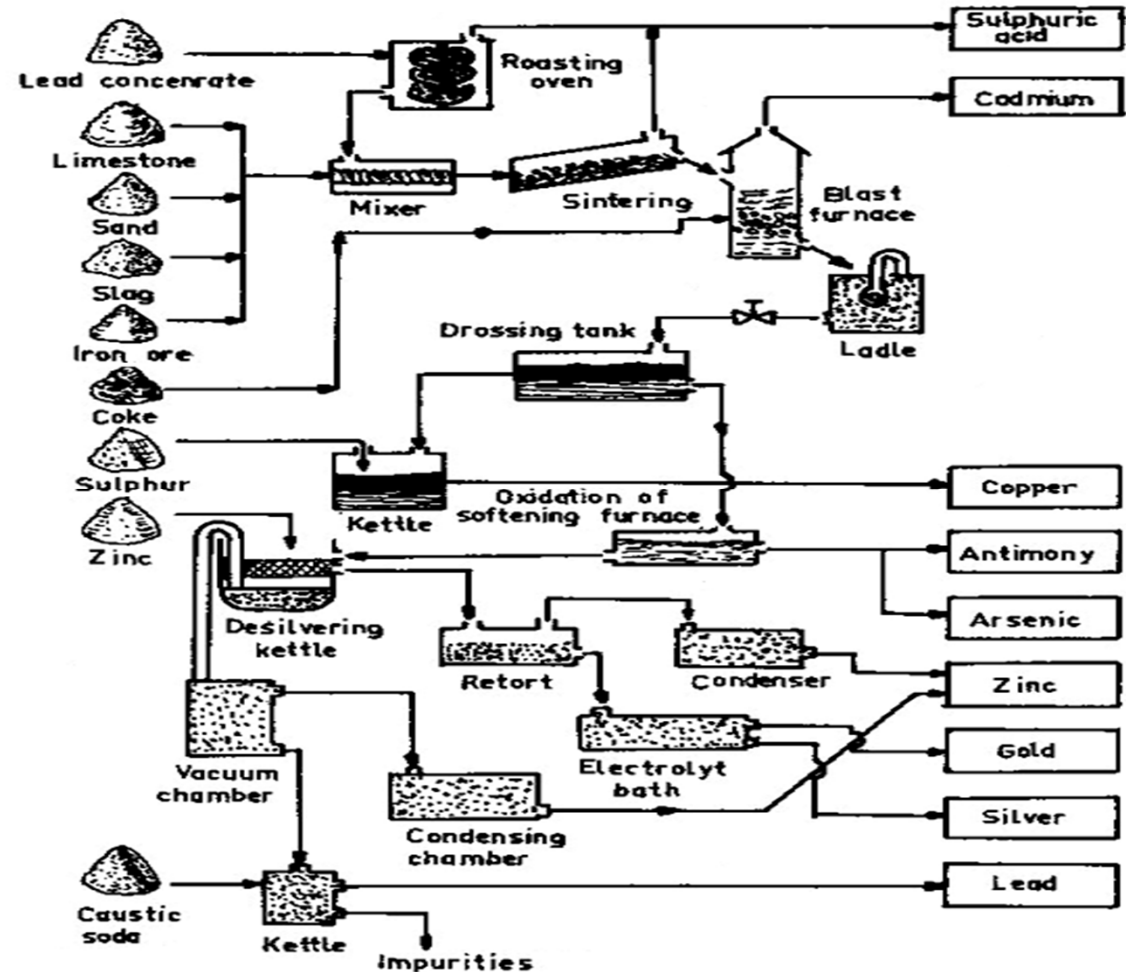 Sulphuric
acid
Lead concenrate
Roasting
oven
Cadmium
Limestone
Mixer
Sintering
Blast
furnace
Sand
Slag
Iron ore
Drossing tank
Ladle
Coke
Sulphur
Kettle
Oxidation of
softening furnace
Copper
Zinc
Antimony
Desilvering
kettle
Arsenic
Retort
Condenser
Zinc
Vacuum
chamber
Electrolyt
bath
Gold
Condensing
chamber
Silver
Caustic
soda
Kettle
Lead
Impurities